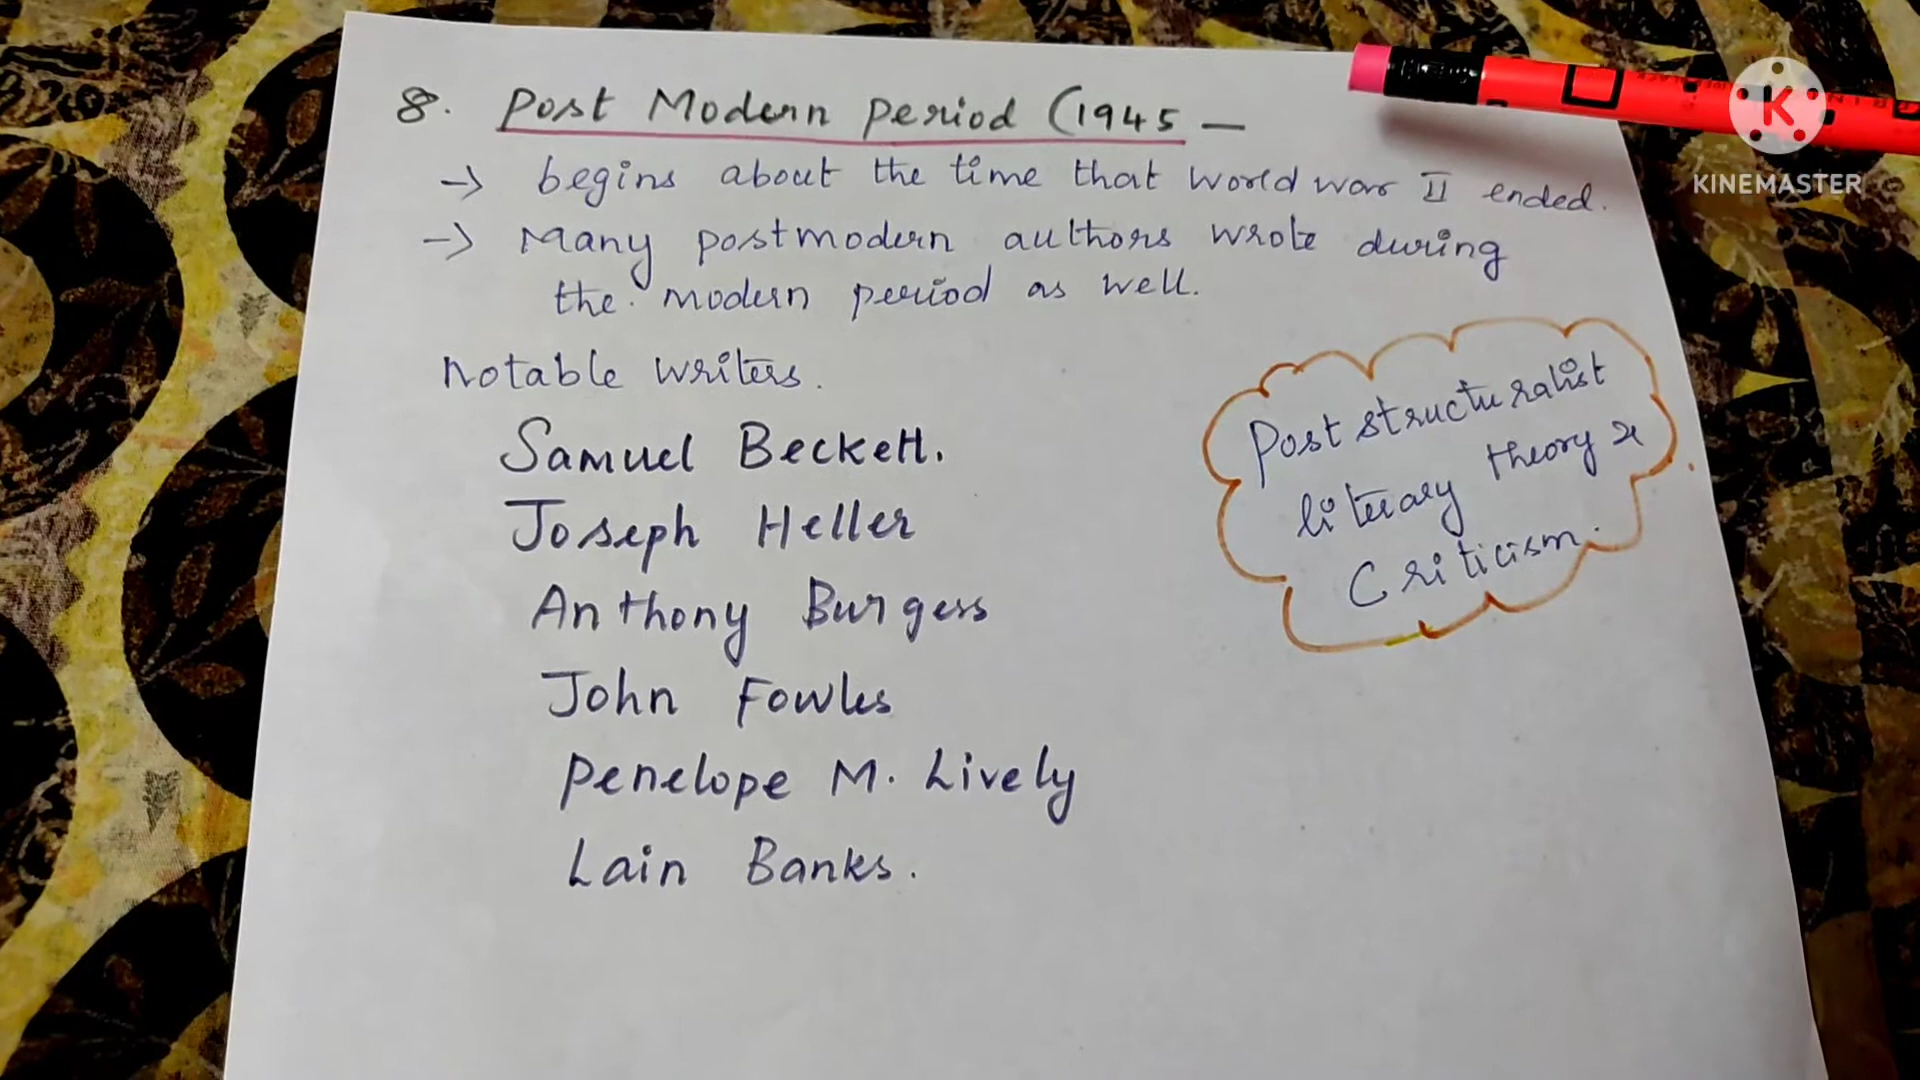 8. Post Modern Period (1945 —
→ begins about the time that World war II ended.
→ Many postmodern authors wrote during
the modern period as well.
Notable writers.
Samuel Beckett.
Joseph Heller
Anthony Burgess
John Fowles
Penelope M. Lively
Lain Banks.
Post structuralist
literary theory &
Criticism.
K
KINEMASTER